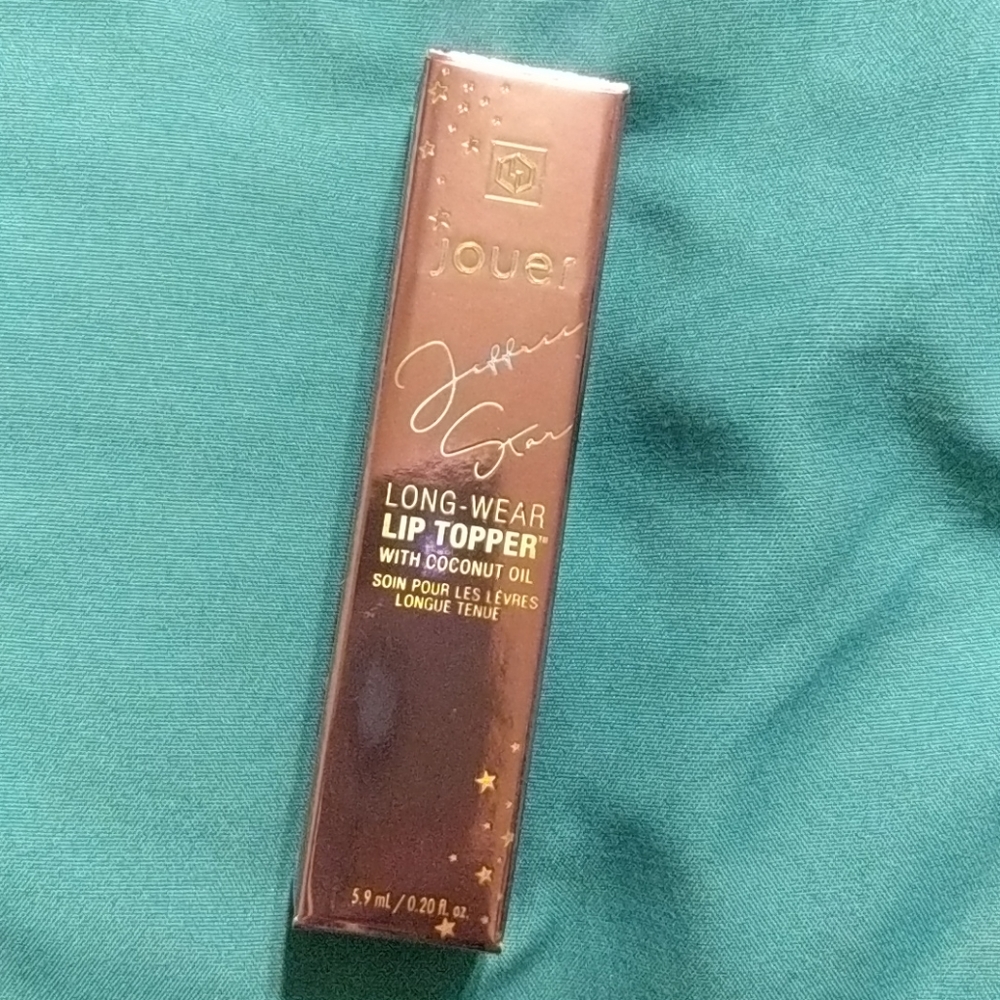 jouer
Jeffree
Star
LONG-WEAR
LIP TOPPER™
WITH COCONUT OIL
SOIN POUR LES LÈVRES
LONGUE TENUE
5.9 mL / 0.20 fl. oz.